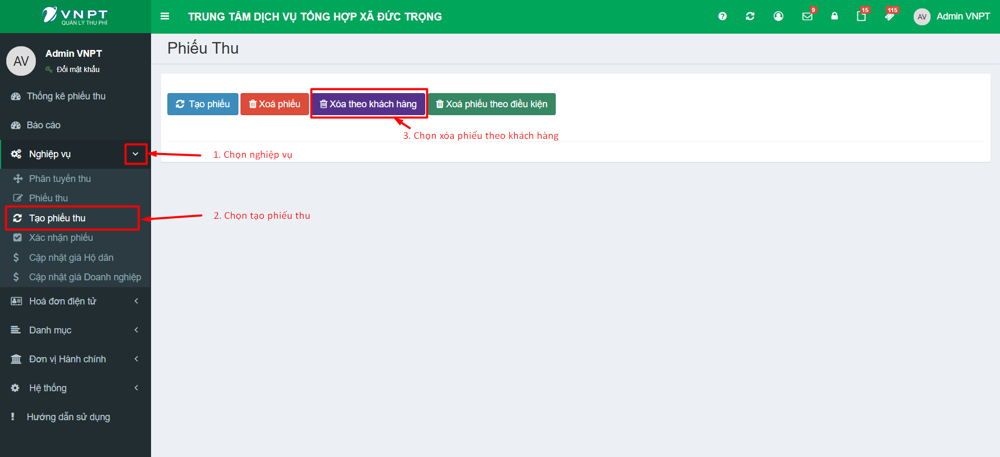 VNPT
QUẢN LÝ THU PHÍ
TRUNG TÂM DỊCH VỤ TỔNG HỢP XÃ ĐỨC TRỌNG
9
15
115
AV
Admin VNPT
AV
Admin VNPT
Đổi mật khẩu
Thống kê phiếu thu
Báo cáo
Nghiệp vụ
Phân tuyến thu
Phiếu thu
Tạo phiếu thu
Xác nhận phiếu
Cập nhật giá Hộ dân
Cập nhật giá Doanh nghiệp
Hoá đơn điện tử
Danh mục
Đơn vị Hành chính
Hệ thống
Hướng dẫn sử dụng
Phiếu Thu
Tạo phiếu
Xoá phiếu
Xóa theo khách hàng
Xoá phiếu theo điều kiện
3. Chọn xóa phiếu theo khách hàng
1. Chọn nghiệp vụ
2. Chọn tạo phiếu thu